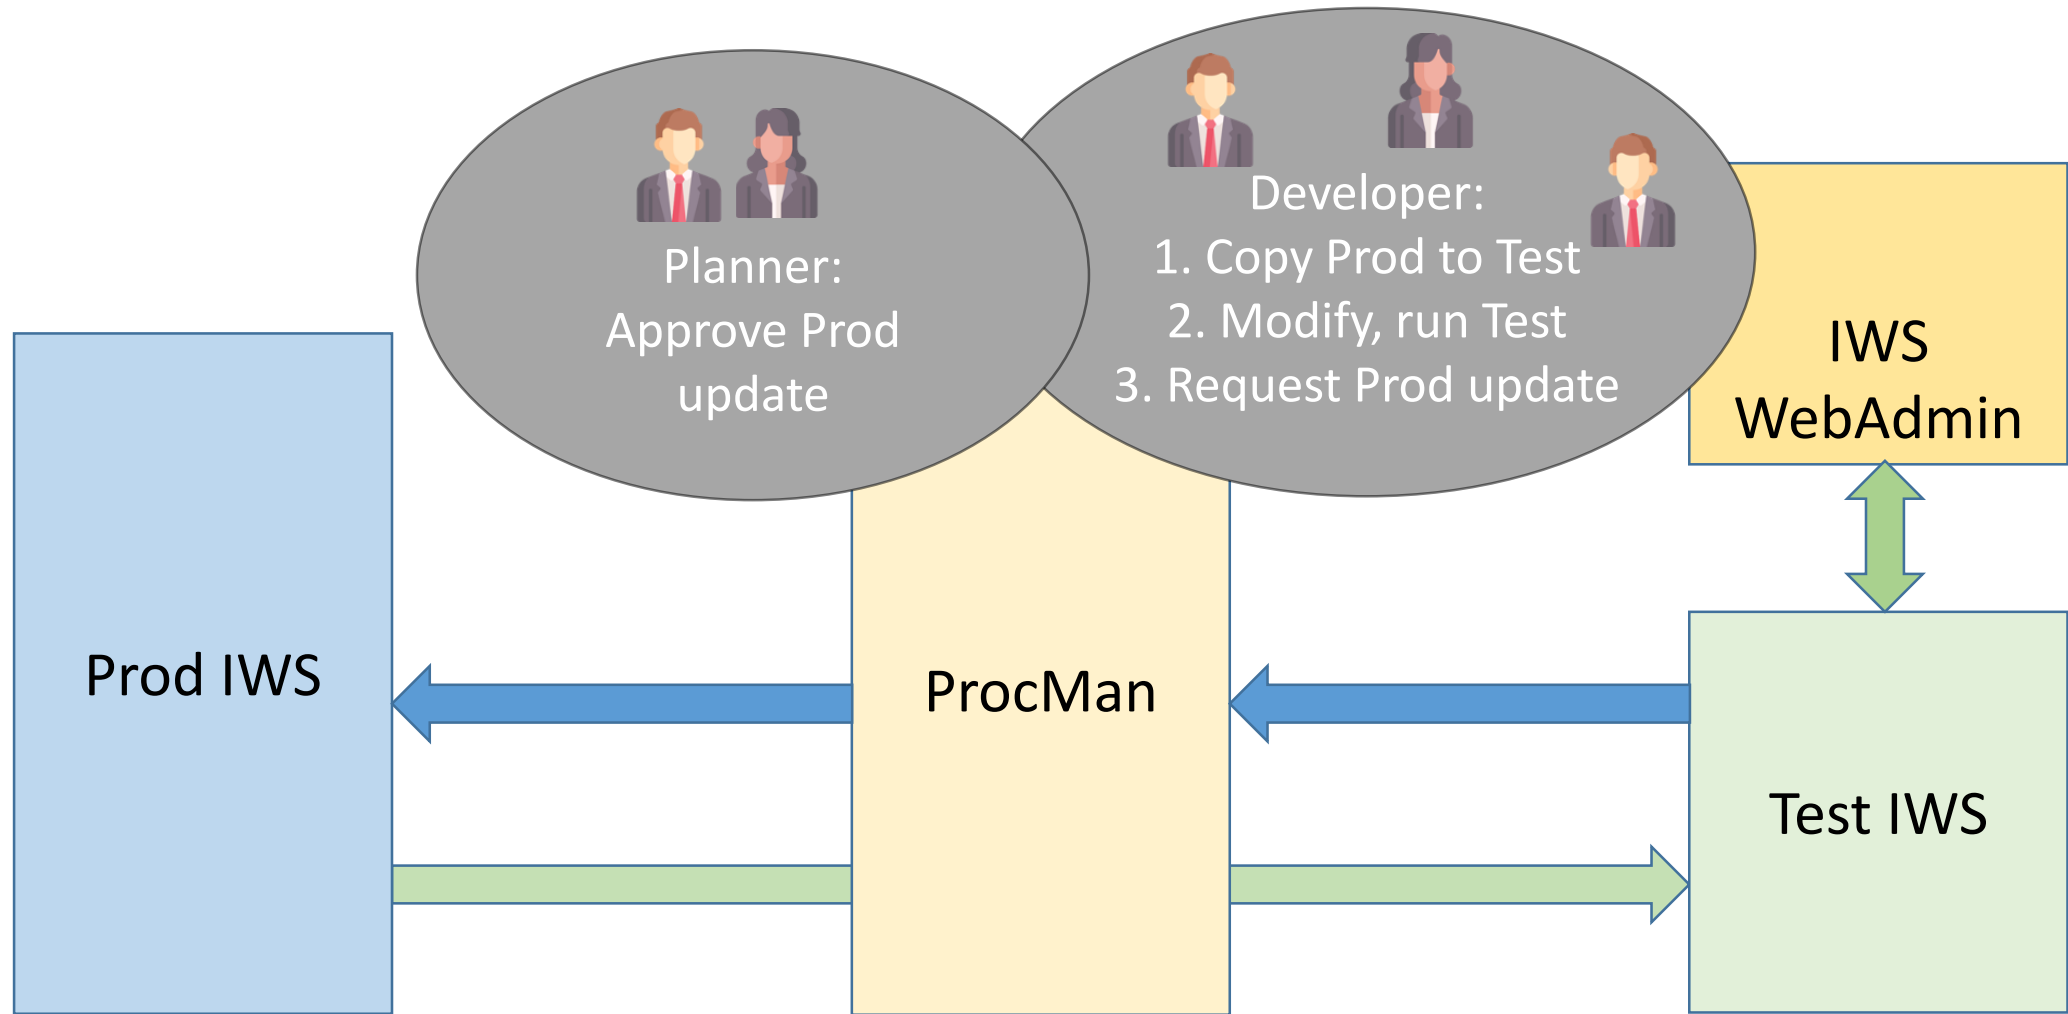 Planner:
Approve Prod
update
Developer:
1. Copy Prod to Test
2. Modify, run Test
3. Request Prod update
IWS
WebAdmin
Prod IWS
ProcMan
Test IWS